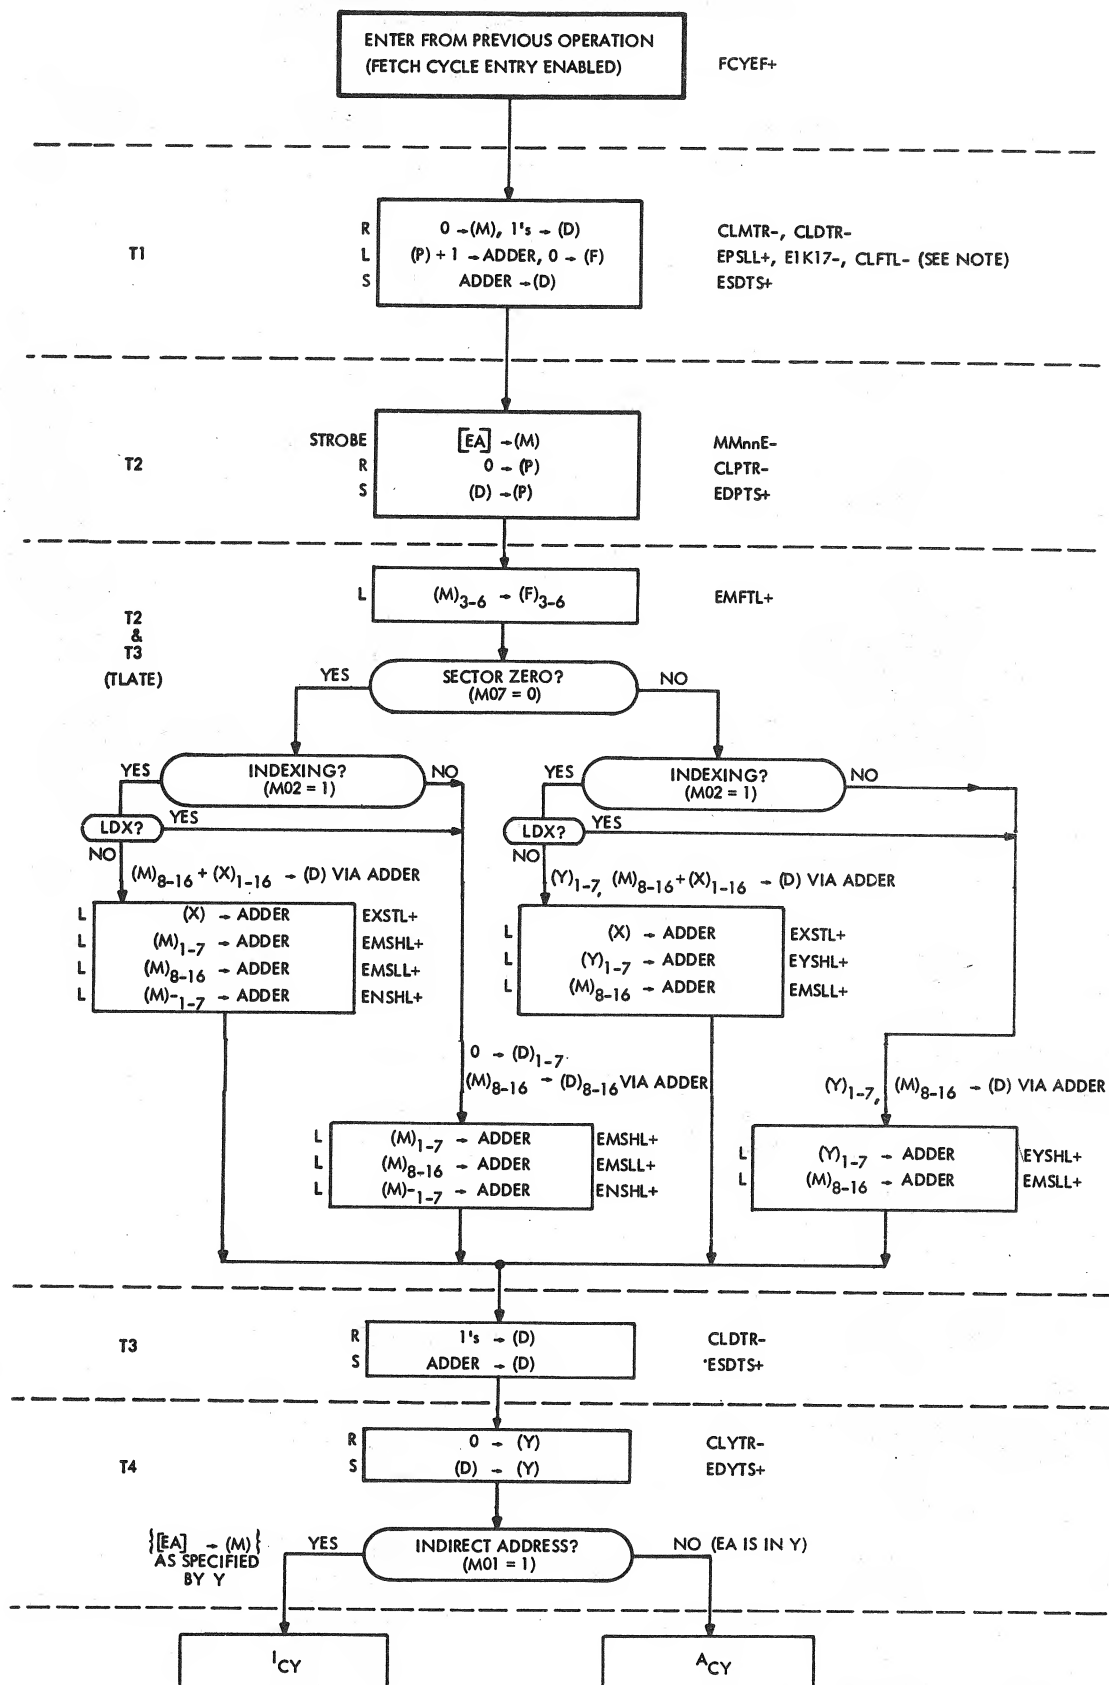 ENTER FROM PREVIOUS OPERATION
(FETCH CYCLE ENTRY ENABLED)
FCYEF+
T1
R 0 → (M), 1's → (D) CLMTR-, CLDTR-
L (P) + 1 → ADDER, 0 → (F) EPSLL+, E1K17-, CLFTL- (SEE NOTE)
S ADDER → (D) ESDTS+
T2
STROBE [EA] → (M) MMnnE-
R 0 → (P) CLPTR-
S (D) → (P) EDPTS+
T2
&
T3
(TLATE)
L (M)3-6 → (F)3-6 EMFTL+
SECTOR ZERO?
(M07 = 0)
YES
NO
INDEXING?
(M02 = 1)
YES
NO
LDX?
YES
NO
INDEXING?
(M02 = 1)
YES
NO
LDX?
YES
NO
(M)8-16 + (X)1-16 → (D) VIA ADDER
L (X) → ADDER EXSTL+
L (M)1-7 → ADDER EMSHL+
L (M)8-16 → ADDER EMSLL+
L (M)-1-7 → ADDER ENSHL+
(Y)1-7, (M)8-16+(X)1-16 → (D) VIA ADDER
L (X) → ADDER EXSTL+
L (Y)1-7 → ADDER EYSHL+
L (M)8-16 → ADDER EMSLL+
0 → (D)1-7
(M)8-16 → (D)8-16 VIA ADDER
L (M)1-7 → ADDER EMSHL+
L (M)8-16 → ADDER EMSLL+
L (M)-1-7 → ADDER ENSHL+
(Y)1-7, (M)8-16 → (D) VIA ADDER
L (Y)1-7 → ADDER EYSHL+
L (M)8-16 → ADDER EMSLL+
T3
R 1's → (D) CLDTR-
S ADDER → (D) ESDTS+
T4
R 0 → (Y) CLYTR-
S (D) → (Y) EDYTS+
INDIRECT ADDRESS?
(M01 = 1)
YES
NO (EA IS IN Y)
{[EA] → (M)}
AS SPECIFIED
BY Y
ICY
ACY